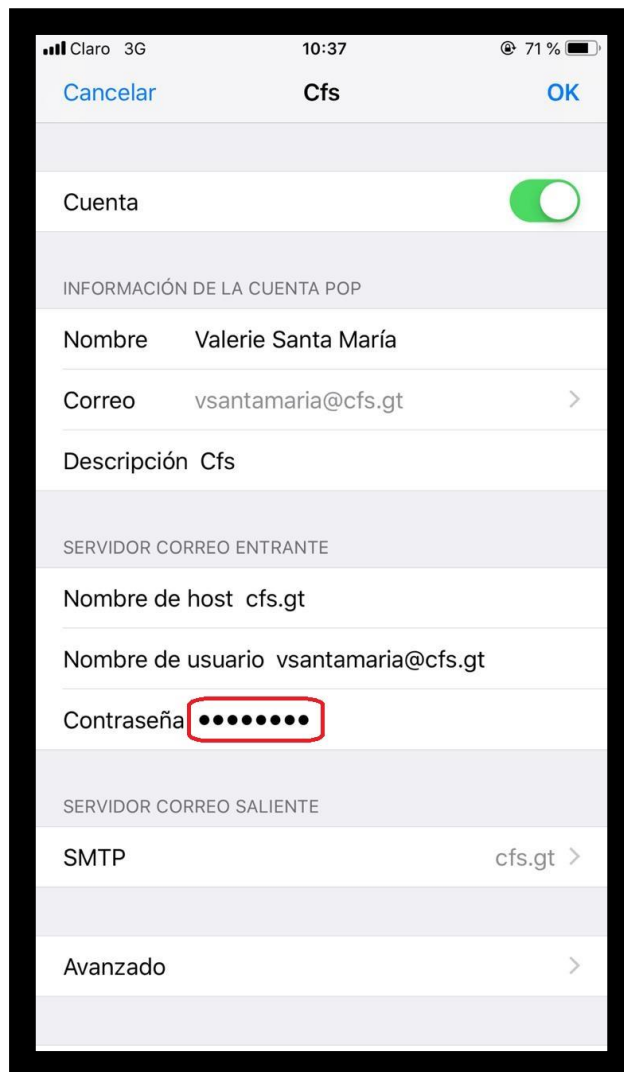 Claro 3G 10:37 71 %
Cancelar Cfs OK
Cuenta
INFORMACIÓN DE LA CUENTA POP
Nombre Valerie Santa María
Correo vsantamaria@cfs.gt
Descripción Cfs
SERVIDOR CORREO ENTRANTE
Nombre de host cfs.gt
Nombre de usuario vsantamaria@cfs.gt
Contraseña ●●●●●●●●
SERVIDOR CORREO SALIENTE
SMTP cfs.gt
Avanzado